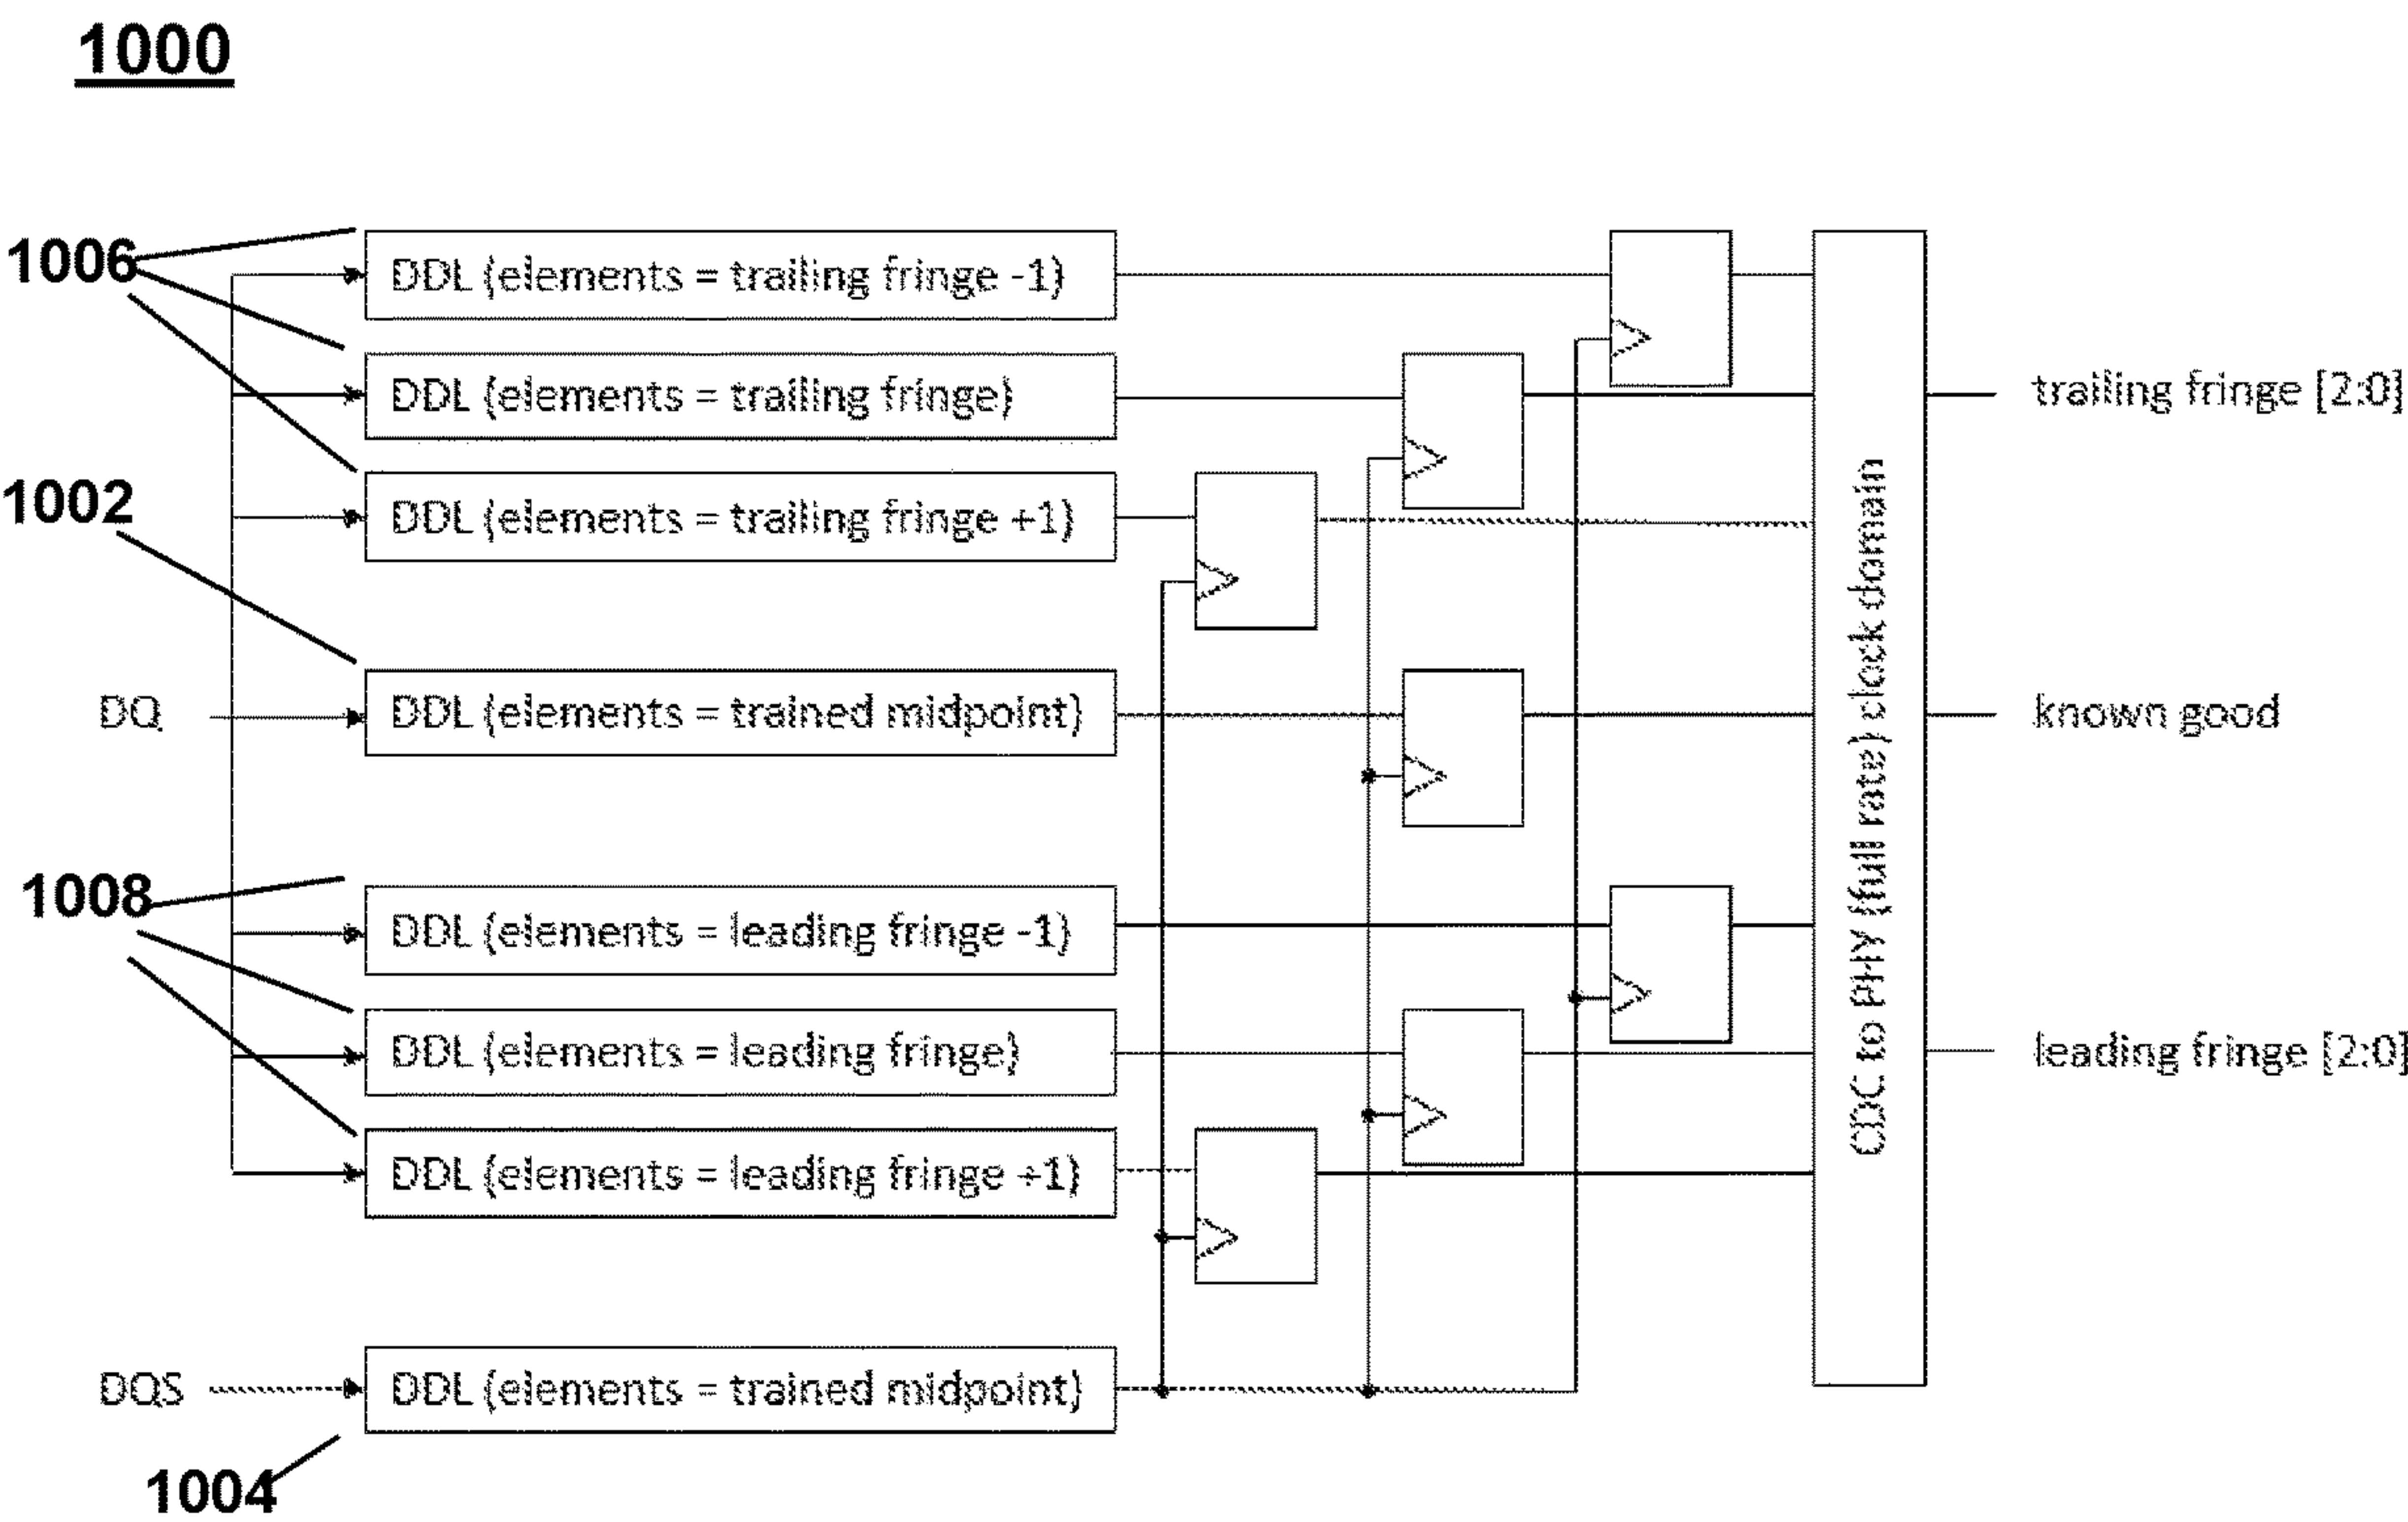 1000
1006
DDL (elements = trailing fringe -1)
DDL (elements = trailing fringe)
trailing fringe [2:0]
DDL (elements = trailing fringe +1)
1002
DQ
DDL (elements = trained midpoint)
known good
1008
DDL (elements = leading fringe -1)
DDL (elements = leading fringe)
leading fringe [2:0]
DDL (elements = leading fringe +1)
CDC to PHY (full rate) clock domain
DQS
DDL (elements = trained midpoint)
1004